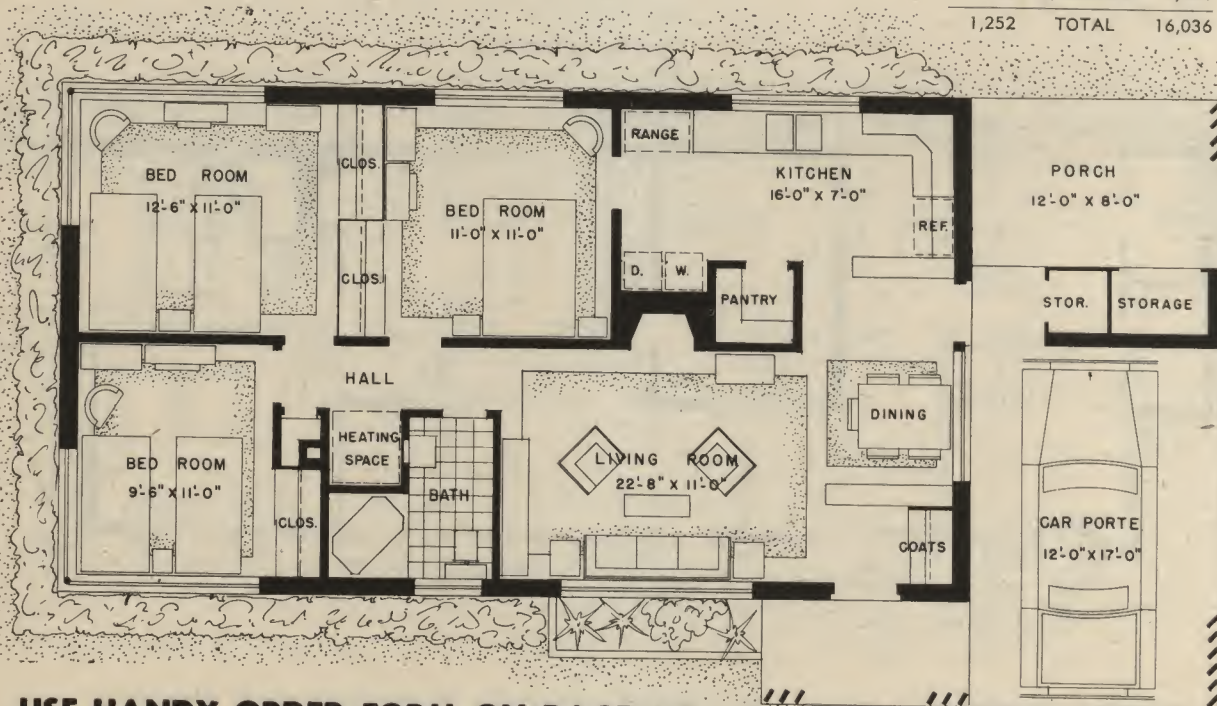 1,252 TOTAL 16,036
RANGE
BED ROOM
12'-6" X 11'-0"
CLOS.
CLOS.
BED ROOM
11'-0" X 11'-0"
KITCHEN
16'-0" X 7'-0"
REF.
PORCH
12'-0" X 8'-0"
D. W.
PANTRY
STOR. STORAGE
HALL
DINING
HEATING
SPACE
BED ROOM
9'-6" X 11'-0"
CLOS.
BATH
LIVING ROOM
22'-8" X 11'-0"
COATS
CAR PORTE
12'-0" X 17'-0"
USE HANDY ORDER FORM ON